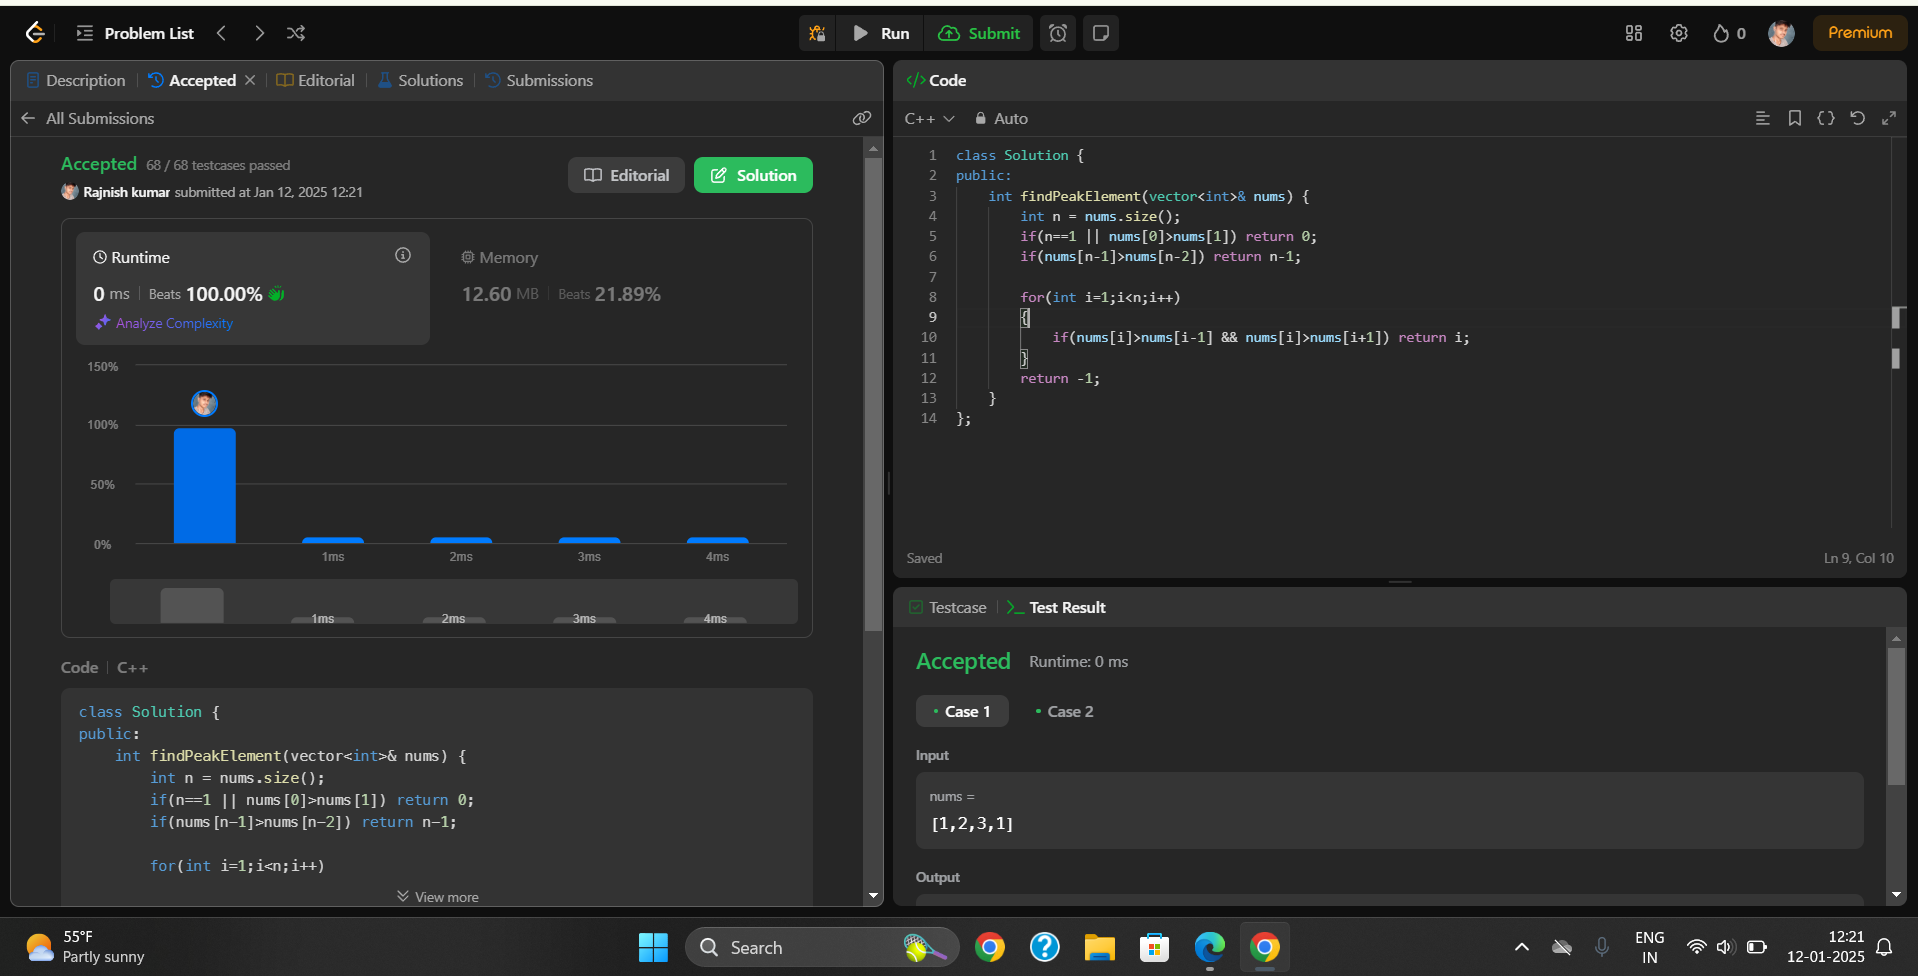 Problem List
Run
Submit
0
Premium
Description
Accepted
Editorial
Solutions
Submissions
All Submissions
Accepted 68 / 68 testcases passed
Rajnish kumar submitted at Jan 12, 2025 12:21
Editorial
Solution
Runtime
0 ms Beats 100.00%
Analyze Complexity
Memory
12.60 MB Beats 21.89%
150%
100%
50%
0%
1ms 2ms 3ms 4ms
1ms 2ms 3ms 4ms
Code C++
class Solution {
public:
int findPeakElement(vector<int>& nums) {
int n = nums.size();
if(n==1 || nums[0]>nums[1]) return 0;
if(nums[n-1]>nums[n-2]) return n-1;
for(int i=1;i<n;i++)
View more
</> Code
C++ Auto
1 class Solution {
2 public:
3 int findPeakElement(vector<int>& nums) {
4 int n = nums.size();
5 if(n==1 || nums[0]>nums[1]) return 0;
6 if(nums[n-1]>nums[n-2]) return n-1;
7
8 for(int i=1;i<n;i++)
9 {
10 if(nums[i]>nums[i-1] && nums[i]>nums[i+1]) return i;
11 }
12 return -1;
13 }
14 };
Saved
Ln 9, Col 10
Testcase
Test Result
Accepted Runtime: 0 ms
Case 1
Case 2
Input
nums =
[1,2,3,1]
Output
55°F
Partly sunny
Search
ENG
IN
12:21
12-01-2025